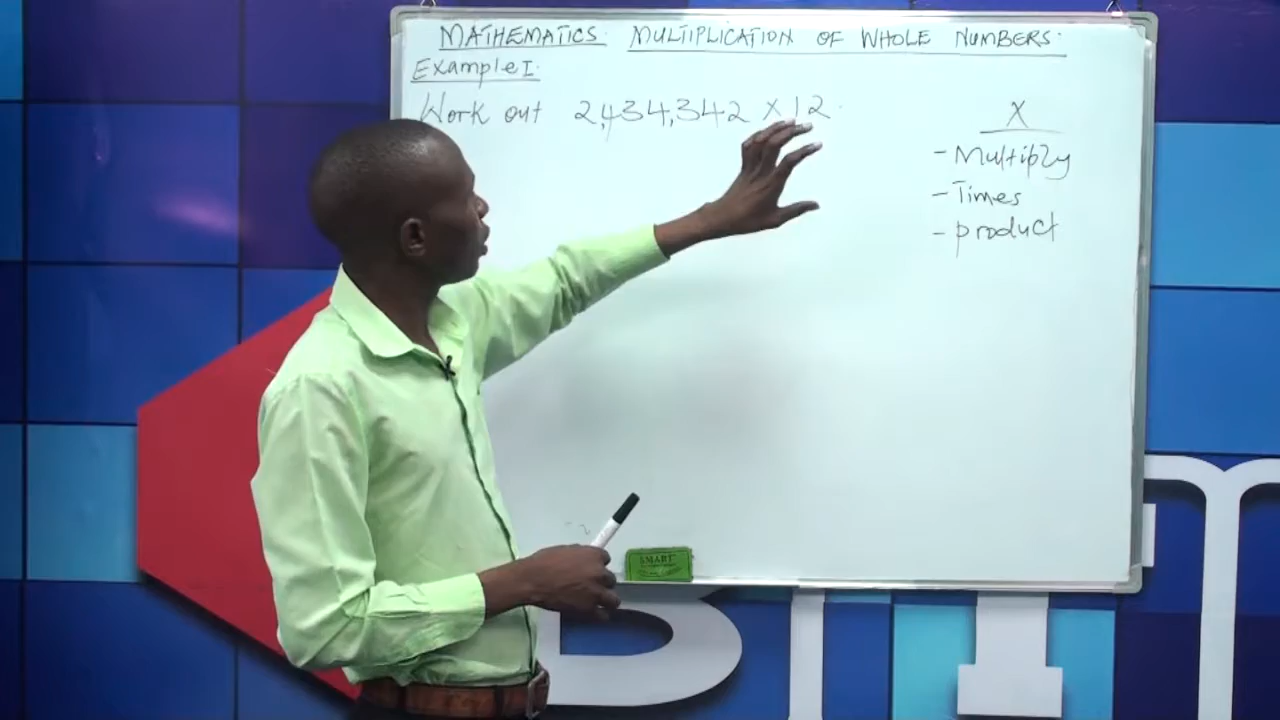 MATHEMATICS: MULTIPLICATION OF WHOLE NUMBERS.
Example I.
Work out 2,434,342 × 12
×
- Multiply
- Times
- product
SMART